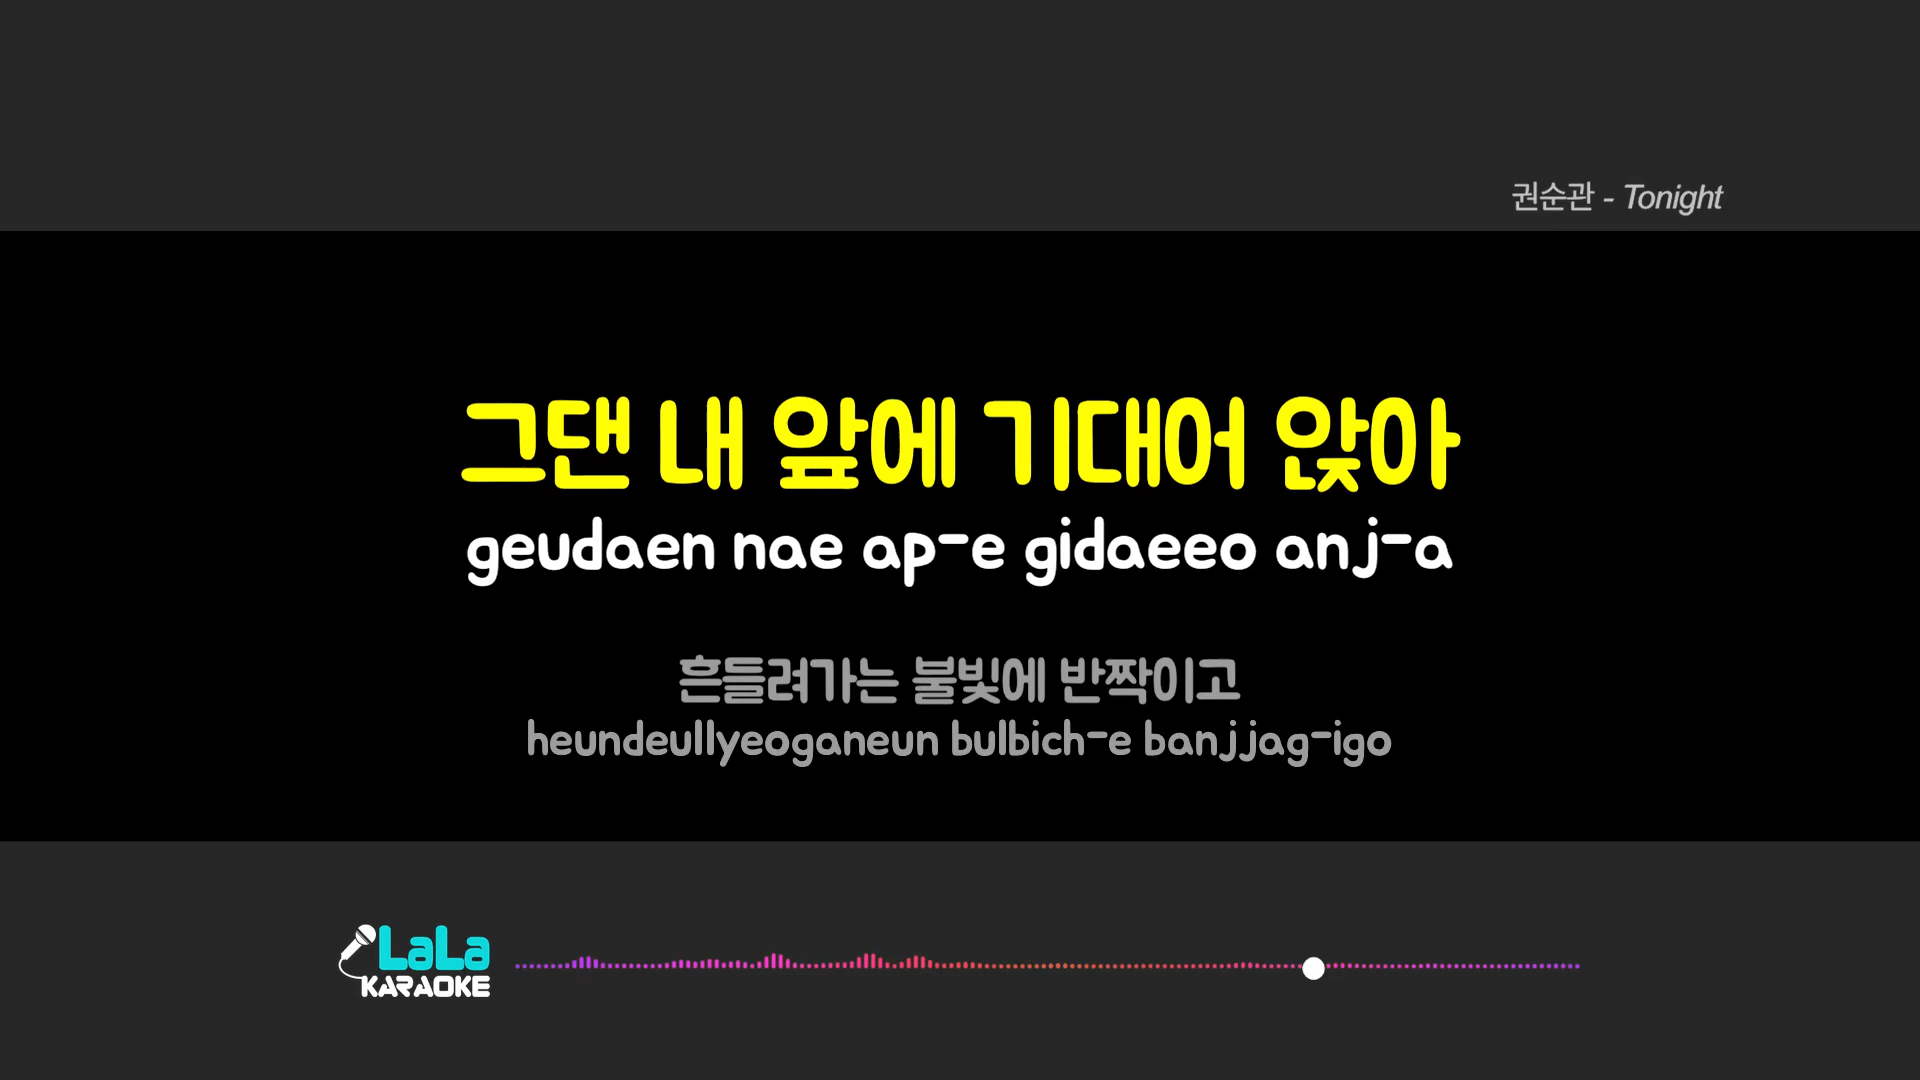 권순관 - Tonight
그댄 내 앞에 기대어 앉아
geudaen nae ap-e gidaeeo anj-a
흔들려가는 불빛에 반짝이고
heundeullyeoganeun bulbich-e banjjag-igo
LaLa
KARAOKE